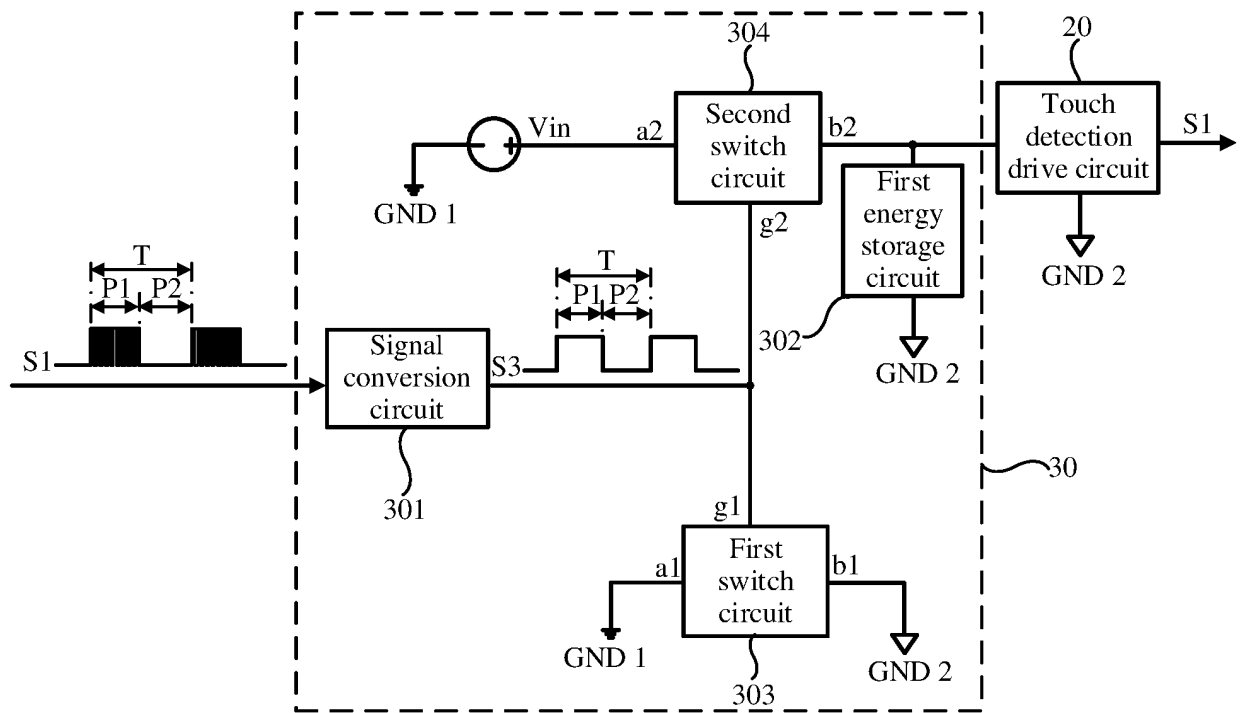 304
20
Vin
a2
Second
switch
circuit
b2
Touch
detection
drive circuit
S1
GND 1
g2
First
energy
storage
circuit
GND 2
T
P1
P2
T
P1
P2
302
GND 2
S1
Signal
conversion
circuit
S3
301
30
g1
a1
First
switch
circuit
b1
GND 1
GND 2
303